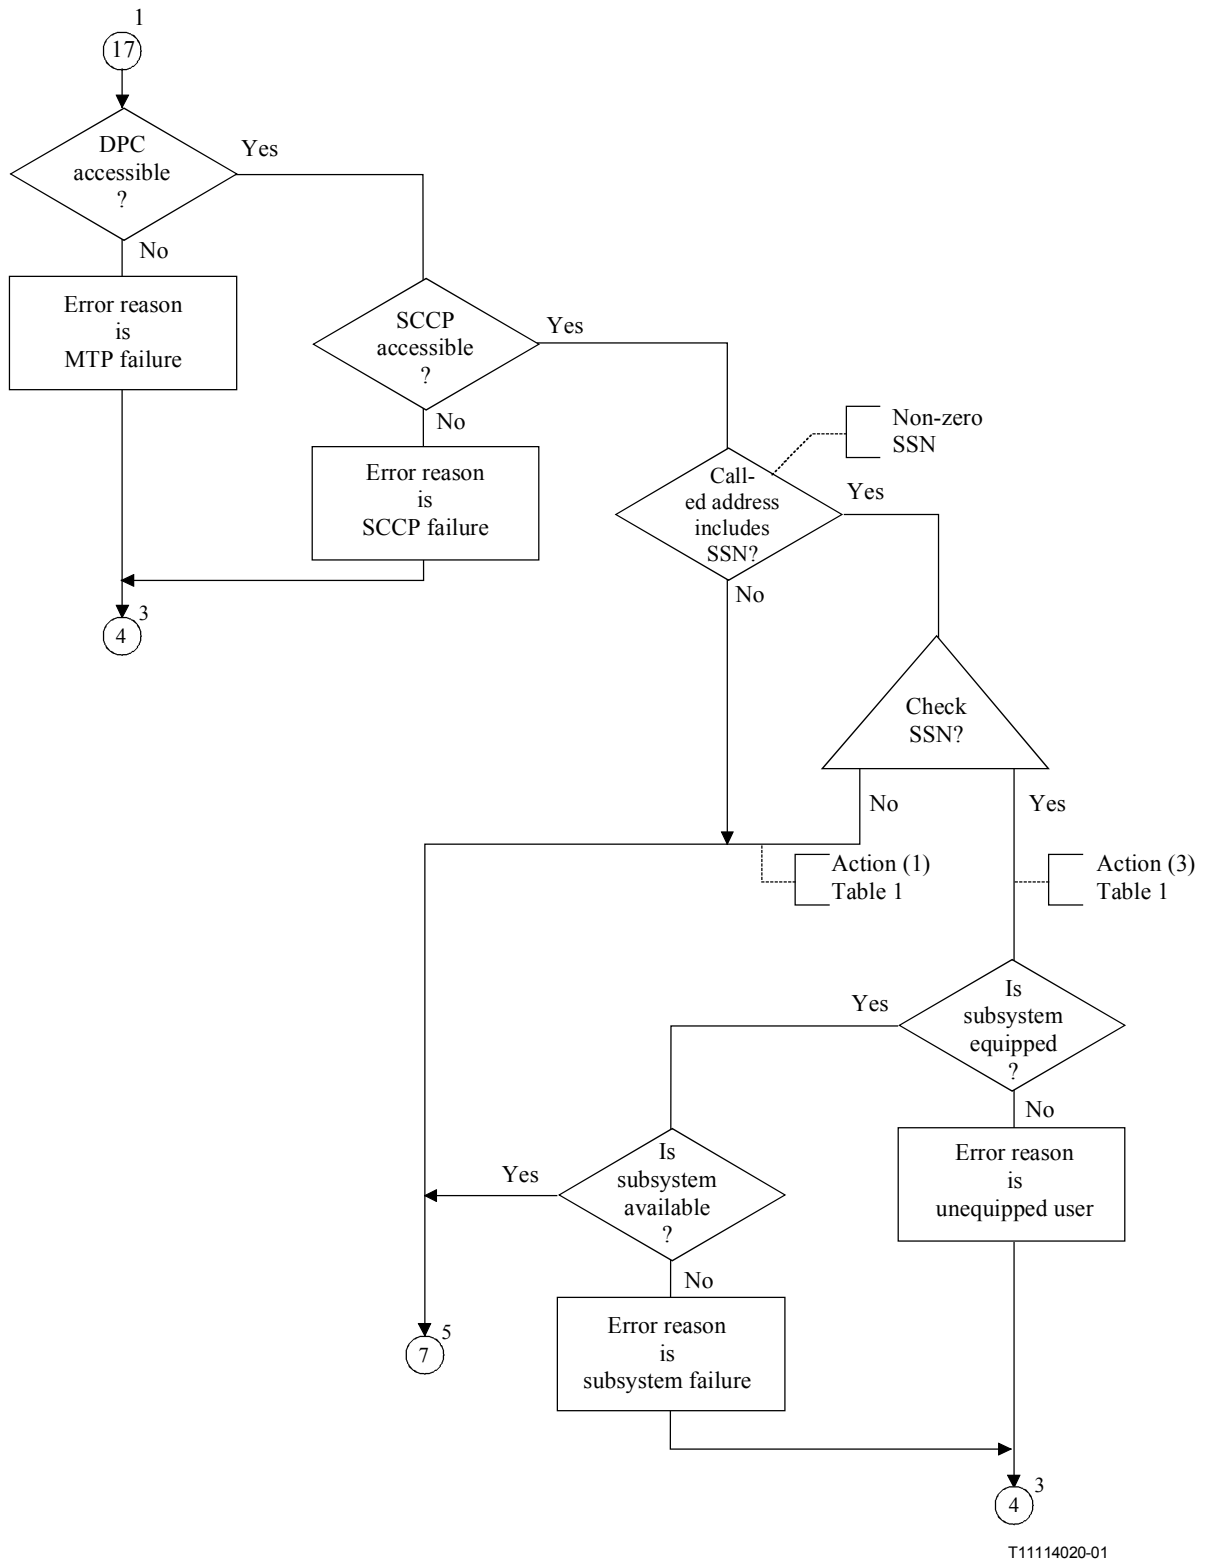 1
17
DPC
accessible
?
Yes
No
Error reason
is
MTP failure
SCCP
accessible
?
Yes
No
Error reason
is
SCCP failure
3
4
Non-zero
SSN
Call-
ed address
includes
SSN?
Yes
No
Check
SSN?
No
Yes
Action (1)
Table 1
Action (3)
Table 1
Is
subsystem
equipped
?
Yes
No
Error reason
is
unequipped user
Is
subsystem
available
?
Yes
No
Error reason
is
subsystem failure
5
7
3
4
T11114020-01